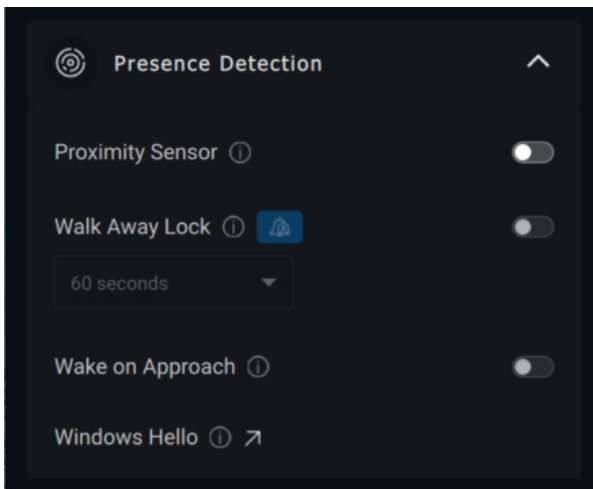 Presence Detection
Proximity Sensor
Walk Away Lock
60 seconds
Wake on Approach
Windows Hello